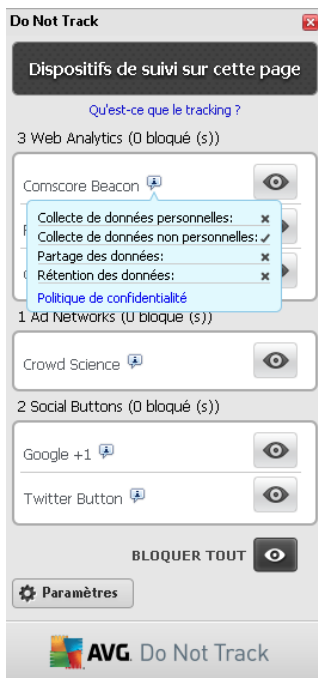 Do Not Track
Dispositifs de suivi sur cette page
Qu'est-ce que le tracking ?
3 Web Analytics (0 bloqué (s))
Comscore Beacon
Collecte de données personnelles:
Collecte de données non personnelles:
Partage des données:
Rétention des données:
Politique de confidentialité
1 Ad Networks (0 bloqué (s))
Crowd Science
2 Social Buttons (0 bloqué (s))
Google +1
Twitter Button
BLOQUER TOUT
Paramètres
AVG. Do Not Track